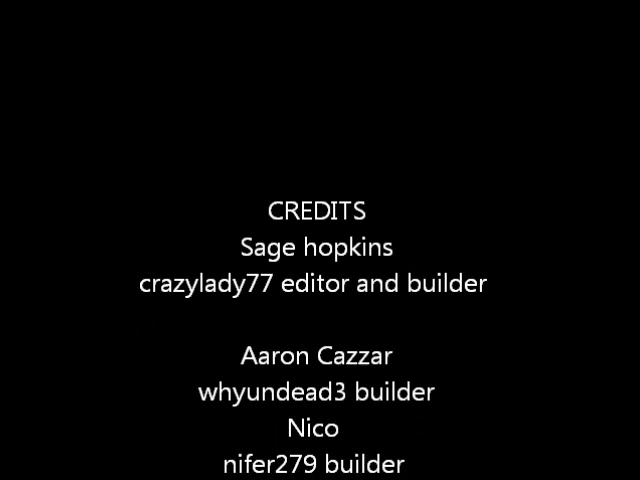 CREDITS
Sage hopkins
crazylady77 editor and builder
Aaron Cazzar
whyundead3 builder
Nico
nifer279 builder